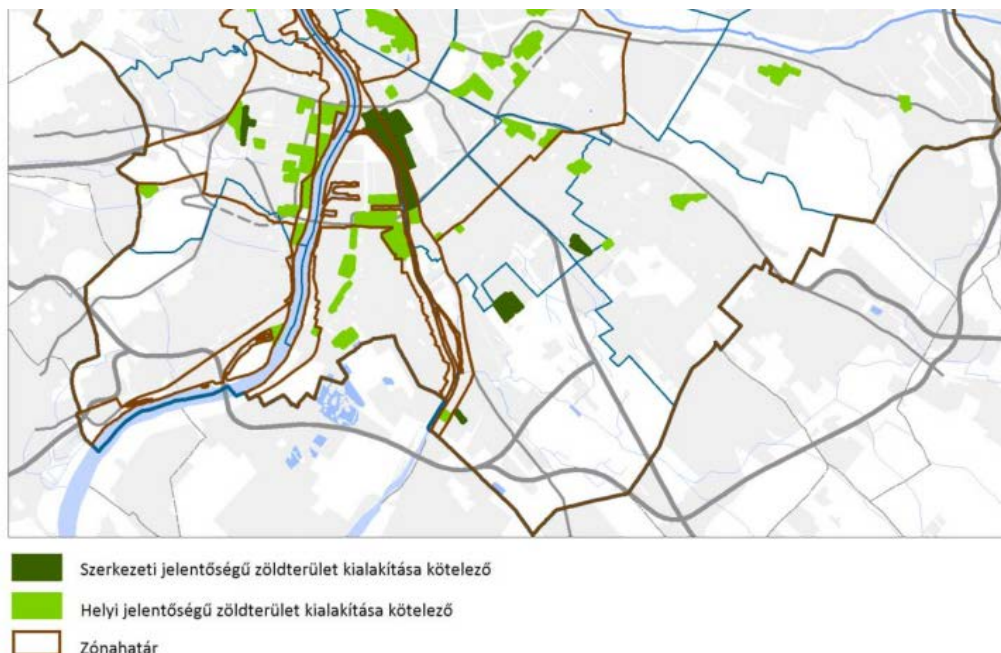 Szerkezeti jelentőségű zöldterület kialakítása kötelező
Helyi jelentőségű zöldterület kialakítása kötelező
Zónahatár